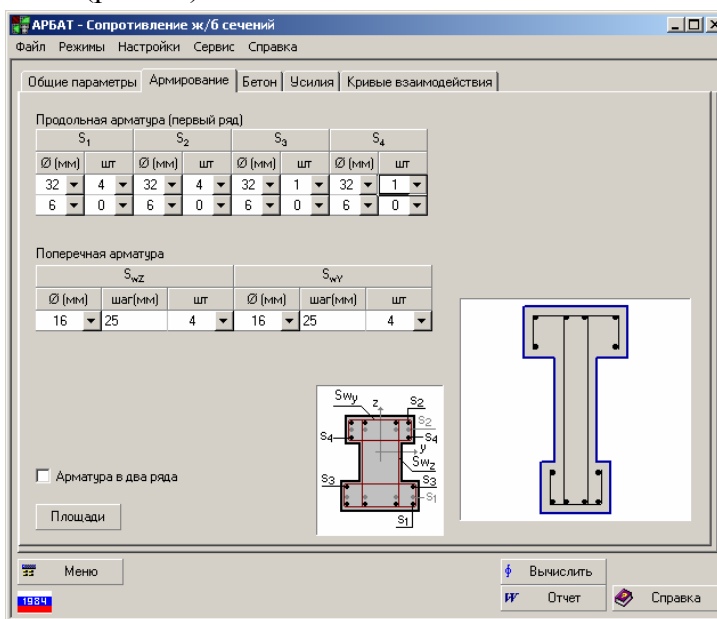 АРБАТ - Сопротивление ж/б сечений
Файл Режимы Настройки Сервис Справка
Общие параметры Армирование Бетон Усилия Кривые взаимодействия
Продольная арматура (первый ряд)
S1 S2 S3 S4
Ø (мм) шт Ø (мм) шт Ø (мм) шт Ø (мм) шт
32 4 32 4 32 1 32 1
6 0 6 0 6 0 6 0
Поперечная арматура
SwZ SwY
Ø (мм) шаг(мм) шт Ø (мм) шаг(мм) шт
16 25 4 16 25 4
Swy z S2
S2
S4 S4
y
Swz
S3 S3
S1
S1
Арматура в два ряда
Площади
Меню Вычислить
1984 Отчет Справка